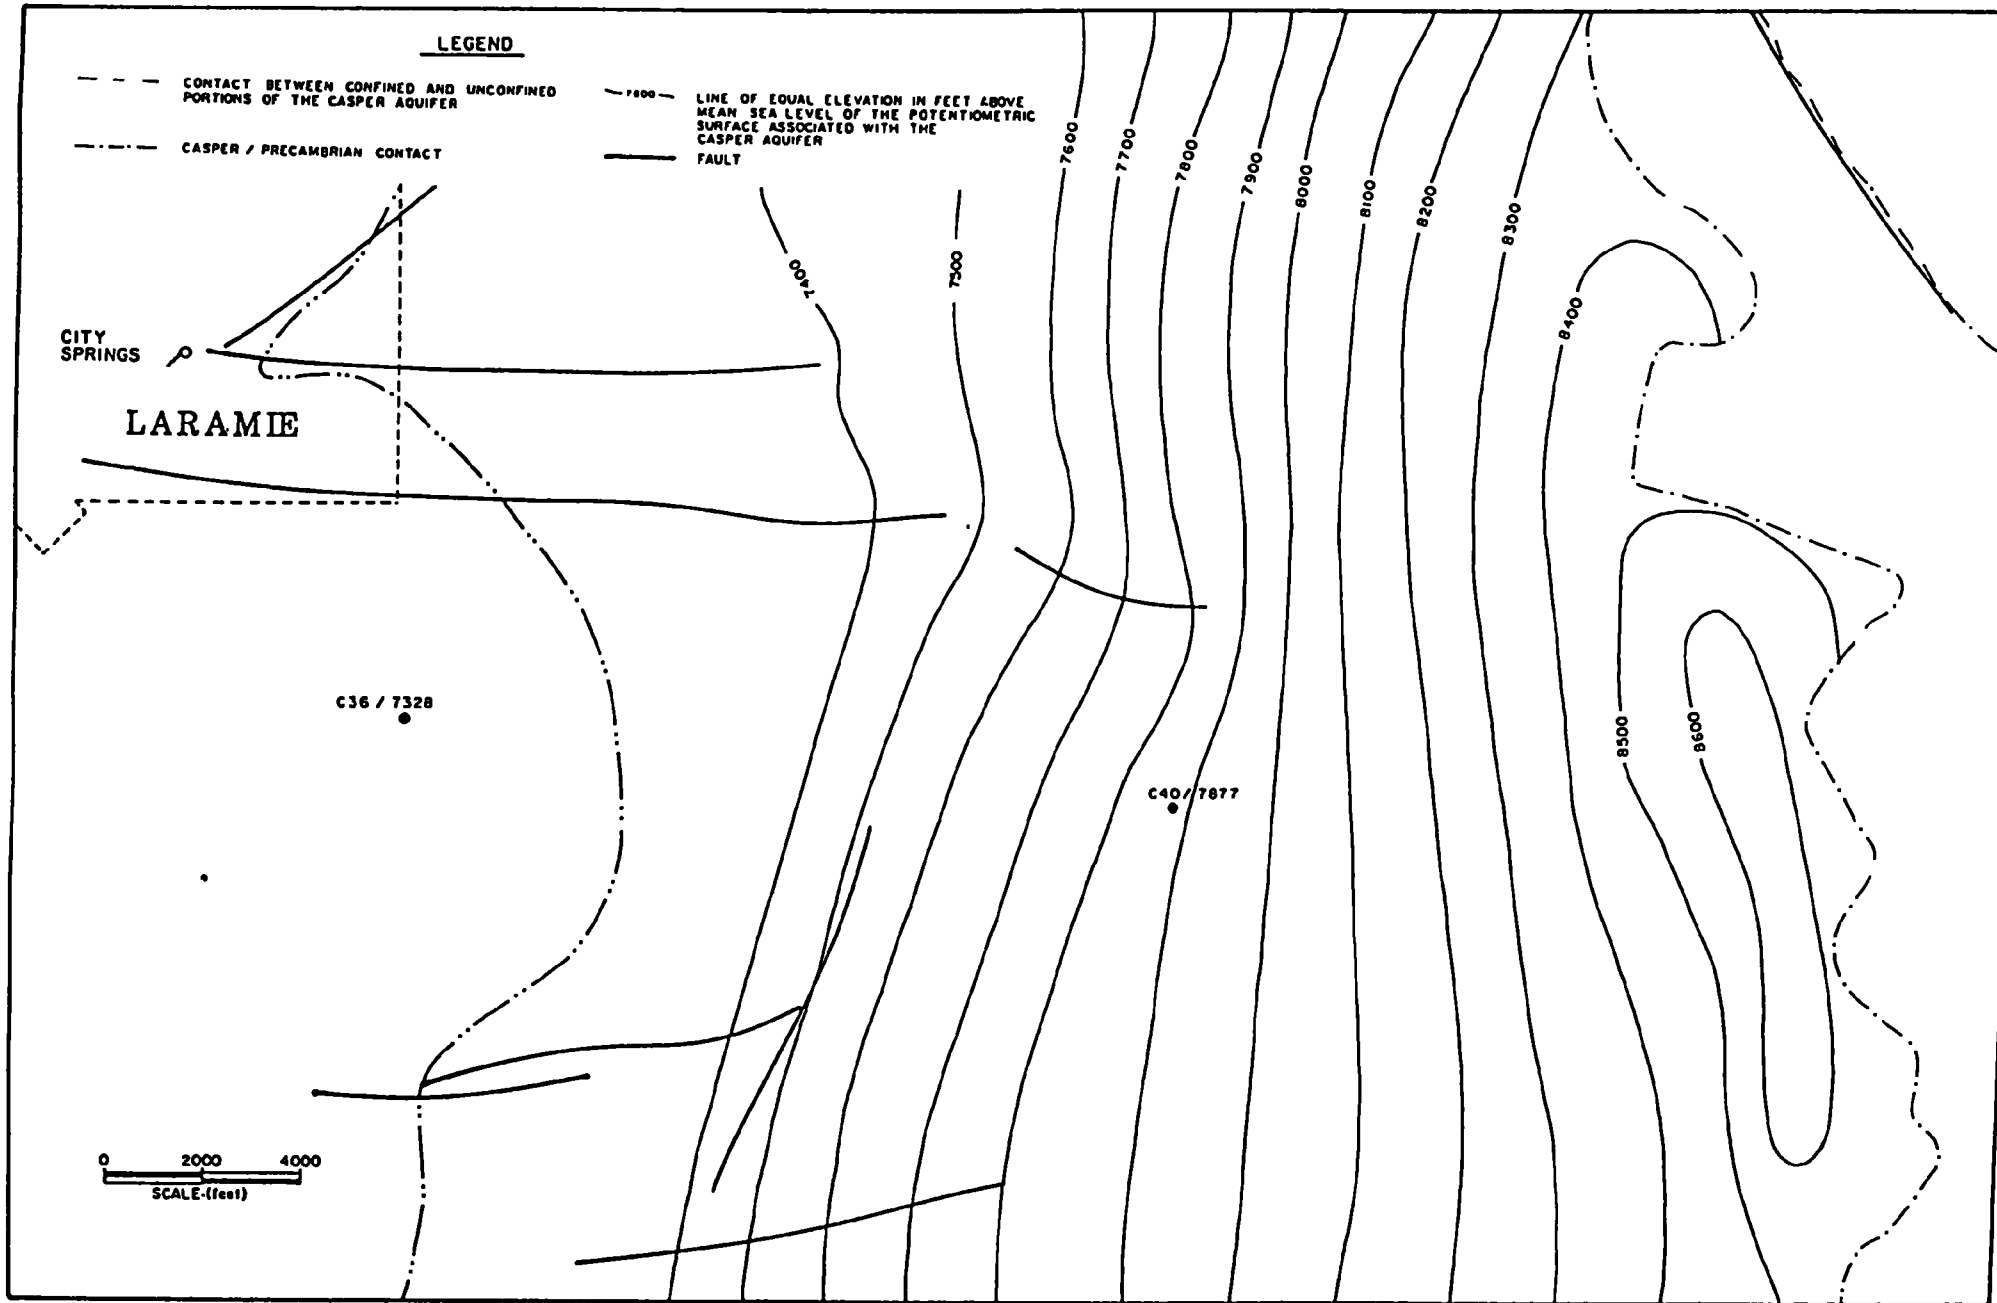 LEGEND
CONTACT BETWEEN CONFINED AND UNCONFINED
PORTIONS OF THE CASPER AQUIFER
CASPER / PRECAMBRIAN CONTACT
7600
LINE OF EQUAL ELEVATION IN FEET ABOVE
MEAN SEA LEVEL OF THE POTENTIOMETRIC
SURFACE ASSOCIATED WITH THE
CASPER AQUIFER
FAULT
7400
7500
7600
7700
7800
7900
8000
8100
8200
8300
8400
CITY
SPRINGS
LARAMIE
C36 / 7328
8500
8600
C40 / 7877
0 2000 4000
SCALE-(feet)